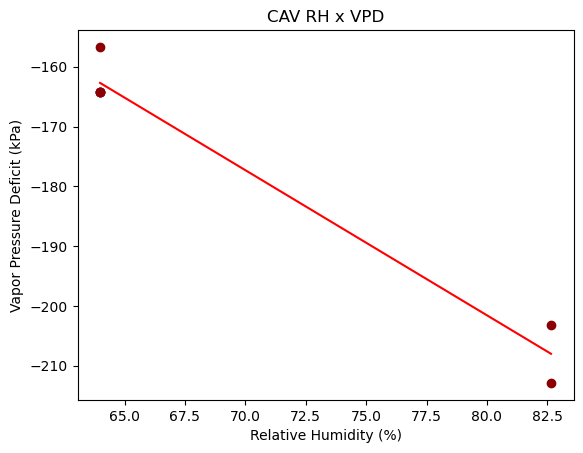 CAV RH x VPD
Vapor Pressure Deficit (kPa)
−160
−170
−180
−190
−200
−210
65.0 67.5 70.0 72.5 75.0 77.5 80.0 82.5
Relative Humidity (%)